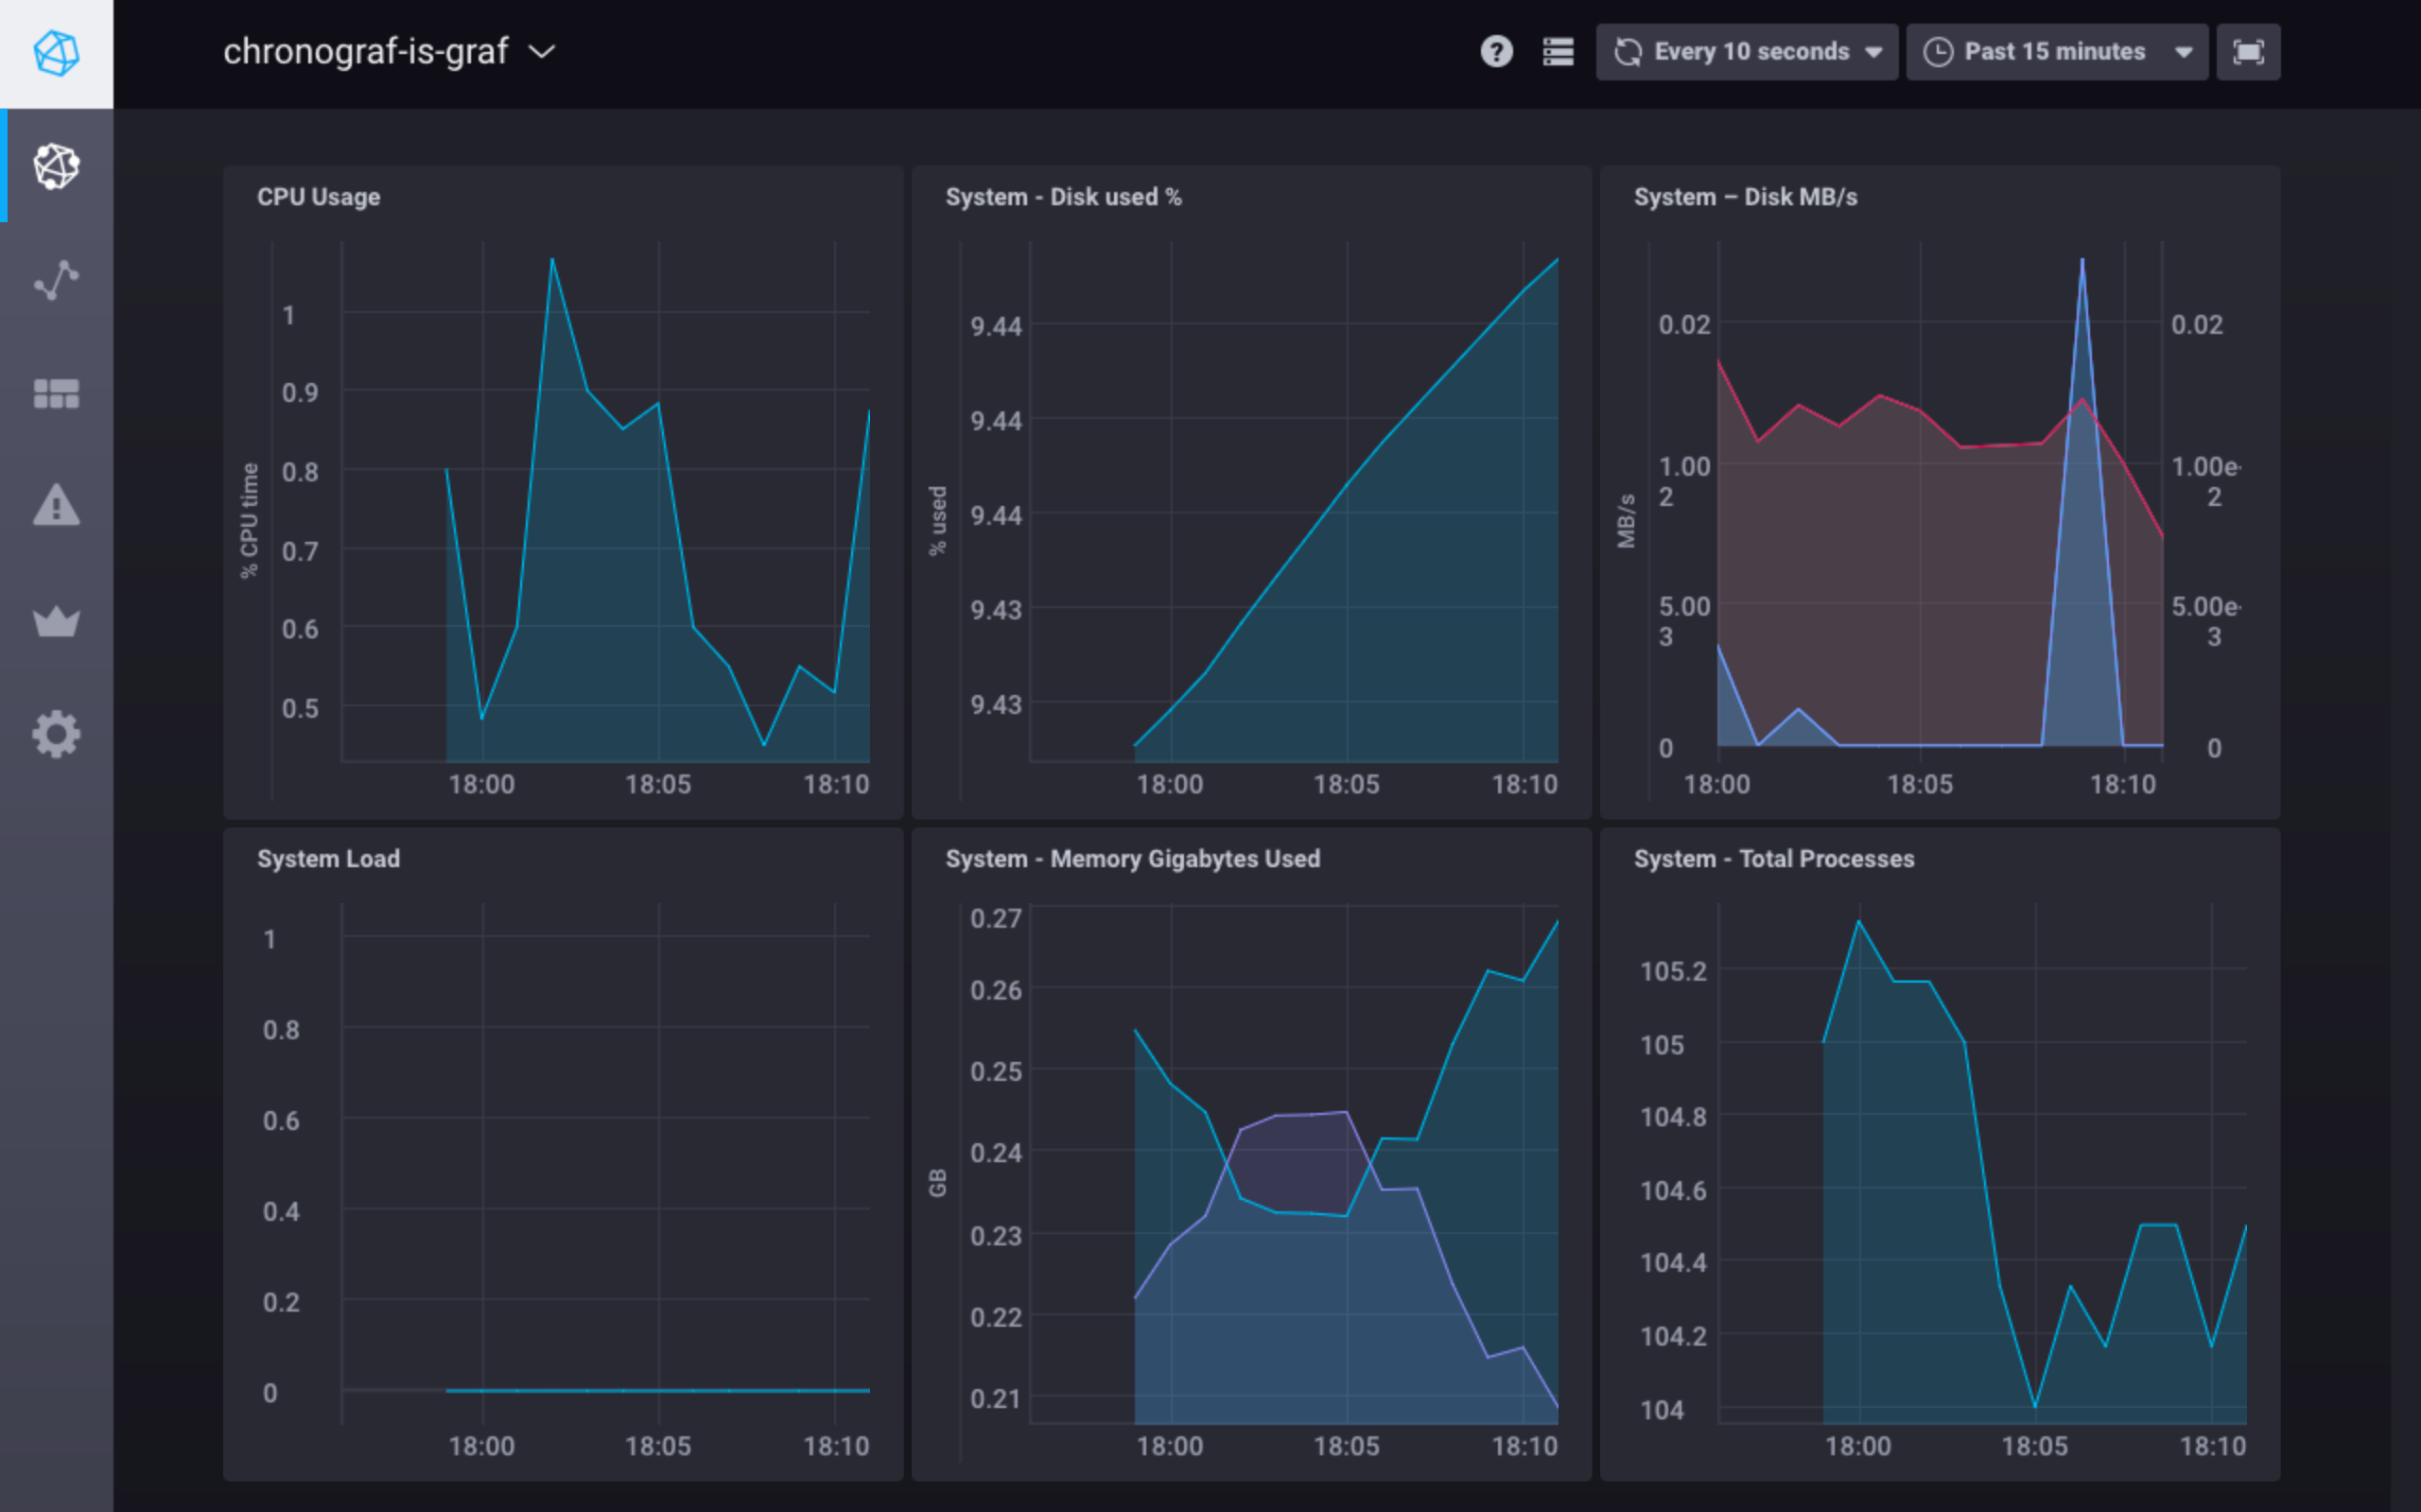 chronograf-is-graf
Every 10 seconds
Past 15 minutes
CPU Usage
% CPU time
1
0.9
0.8
0.7
0.6
0.5
18:00 18:05 18:10
System - Disk used %
% used
9.44
9.44
9.44
9.43
9.43
18:00 18:05 18:10
System – Disk MB/s
MB/s
0.02 0.02
1.00 1.00e-
2 2
5.00 5.00e-
3 3
0 0
18:00 18:05 18:10
System Load
1
0.8
0.6
0.4
0.2
0
18:00 18:05 18:10
System - Memory Gigabytes Used
GB
0.27
0.26
0.25
0.24
0.23
0.22
0.21
18:00 18:05 18:10
System - Total Processes
105.2
105
104.8
104.6
104.4
104.2
104
18:00 18:05 18:10